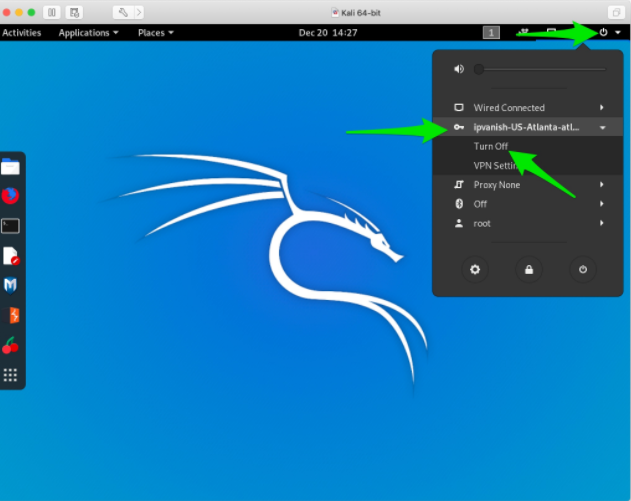 Kali 64-bit
Activities Applications Places Dec 20 14:27 1
Wired Connected
ipvanish-US-Atlanta-atl...
Turn Off
VPN Settin
Proxy None
Off
root